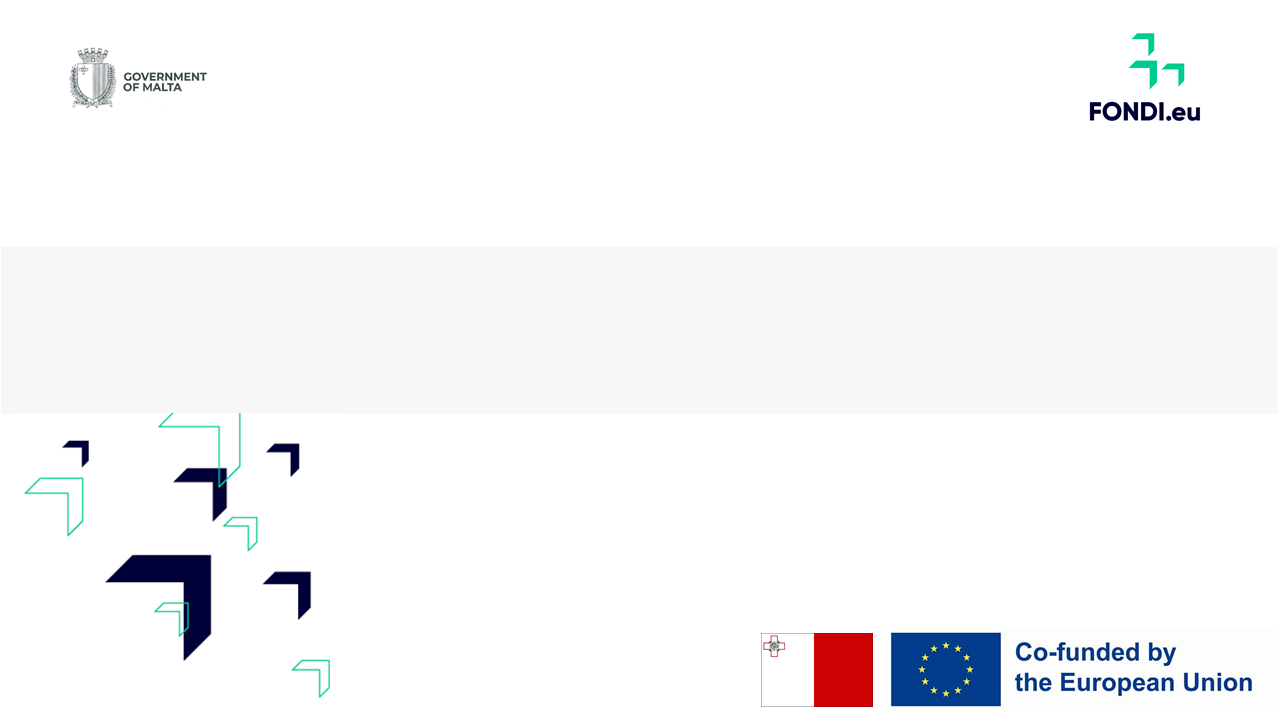 GOVERNMENT
OF MALTA
FONDI.eu
Co-funded by
the European Union